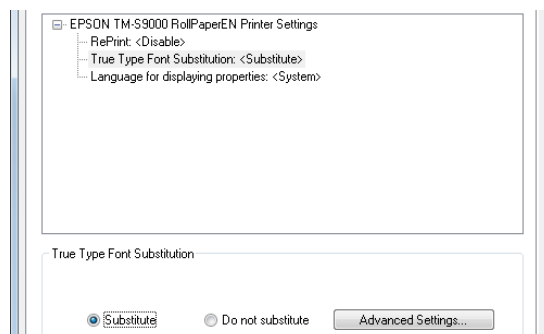 EPSON TM-S9000 RollPaperEN Printer Settings
RePrint: <Disable>
True Type Font Substitution: <Substitute>
Language for displaying properties: <System>
True Type Font Substitution
Substitute Do not substitute Advanced Settings...